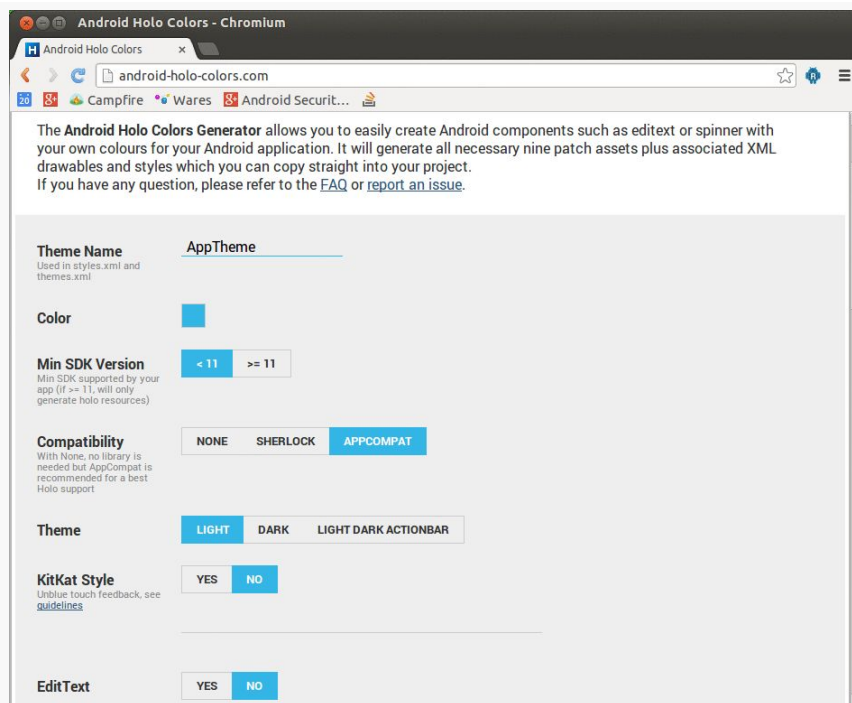 Android Holo Colors - Chromium
Android Holo Colors
android-holo-colors.com
20 8+ Campfire Wares 8+ Android Securit...
The Android Holo Colors Generator allows you to easily create Android components such as editext or spinner with
your own colours for your Android application. It will generate all necessary nine patch assets plus associated XML
drawables and styles which you can copy straight into your project.
If you have any question, please refer to the FAQ or report an issue.
Theme Name AppTheme
Used in styles.xml and
themes.xml
Color
Min SDK Version < 11 >= 11
Min SDK supported by your
app (if >= 11, will only
generate holo resources)
Compatibility NONE SHERLOCK APPCOMPAT
With None, no library is
needed but AppCompat is
recommended for a best
Holo support
Theme LIGHT DARK LIGHT DARK ACTIONBAR
KitKat Style YES NO
Unblue touch feedback, see
guidelines
EditText YES NO